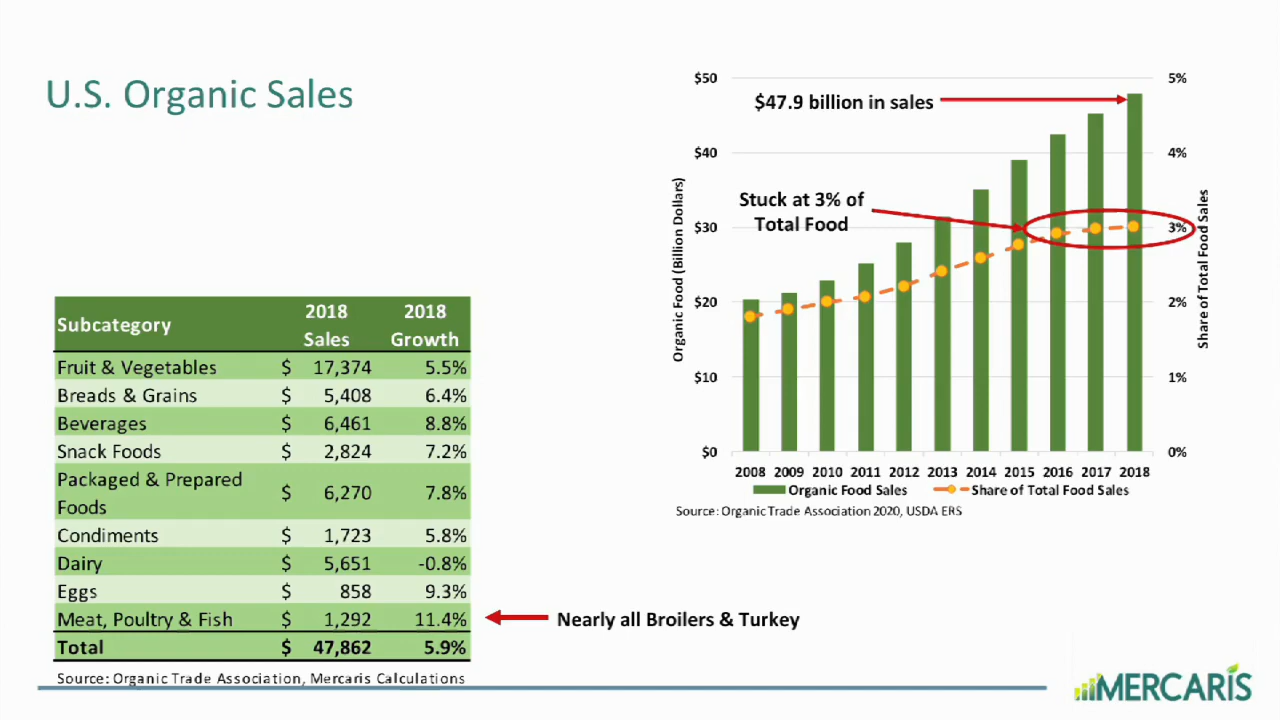 U.S. Organic Sales
Subcategory 2018 Sales 2018 Growth
Fruit & Vegetables $ 17,374 5.5%
Breads & Grains $ 5,408 6.4%
Beverages $ 6,461 8.8%
Snack Foods $ 2,824 7.2%
Packaged & Prepared Foods $ 6,270 7.8%
Condiments $ 1,723 5.8%
Dairy $ 5,651 -0.8%
Eggs $ 858 9.3%
Meat, Poultry & Fish $ 1,292 11.4%
Total $ 47,862 5.9%
Source: Organic Trade Association, Mercaris Calculations
Nearly all Broilers & Turkey
Organic Food (Billion Dollars)
$50
$40
$30
$20
$10
$0
$47.9 billion in sales
Stuck at 3% of
Total Food
5%
4%
3%
2%
1%
0%
Share of Total Food Sales
2008 2009 2010 2011 2012 2013 2014 2015 2016 2017 2018
Organic Food Sales Share of Total Food Sales
Source: Organic Trade Association 2020, USDA ERS
MERCARIS